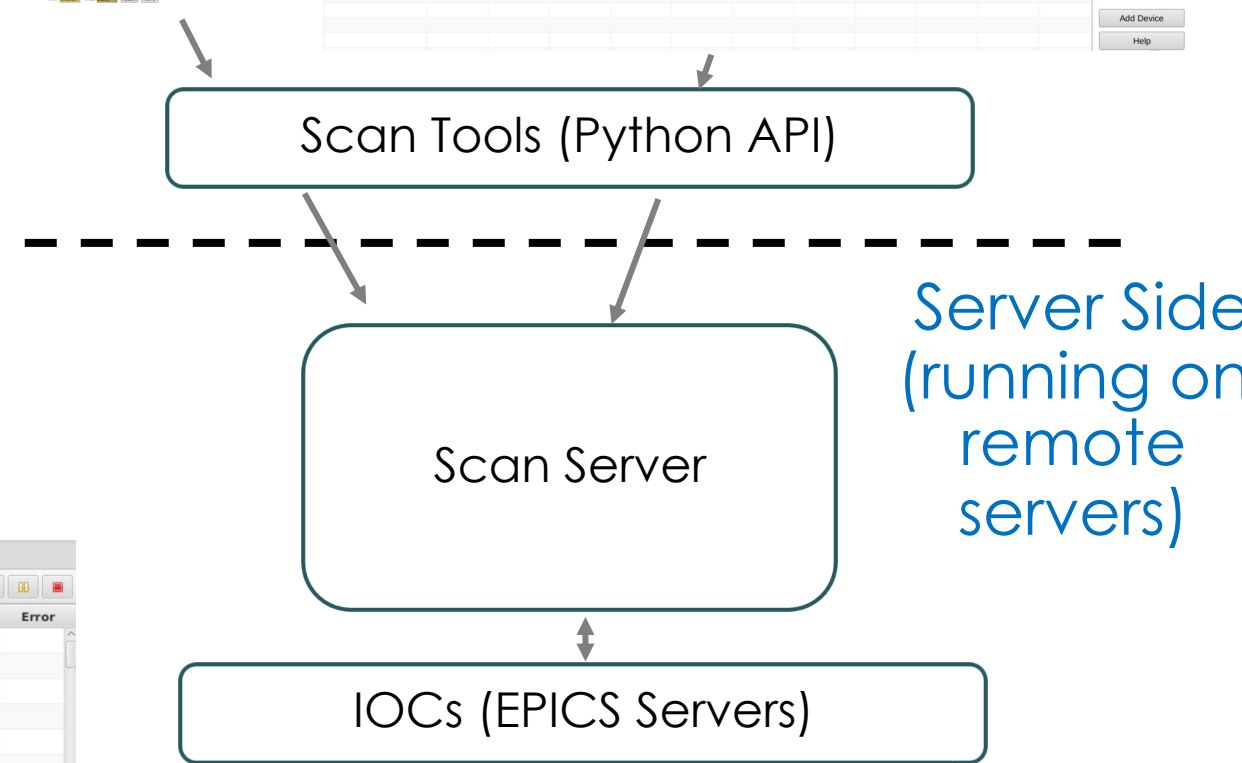 Add Device
Help
Scan Tools (Python API)
Server Side
(running on
remote
servers)
Scan Server
Error
IOCs (EPICS Servers)